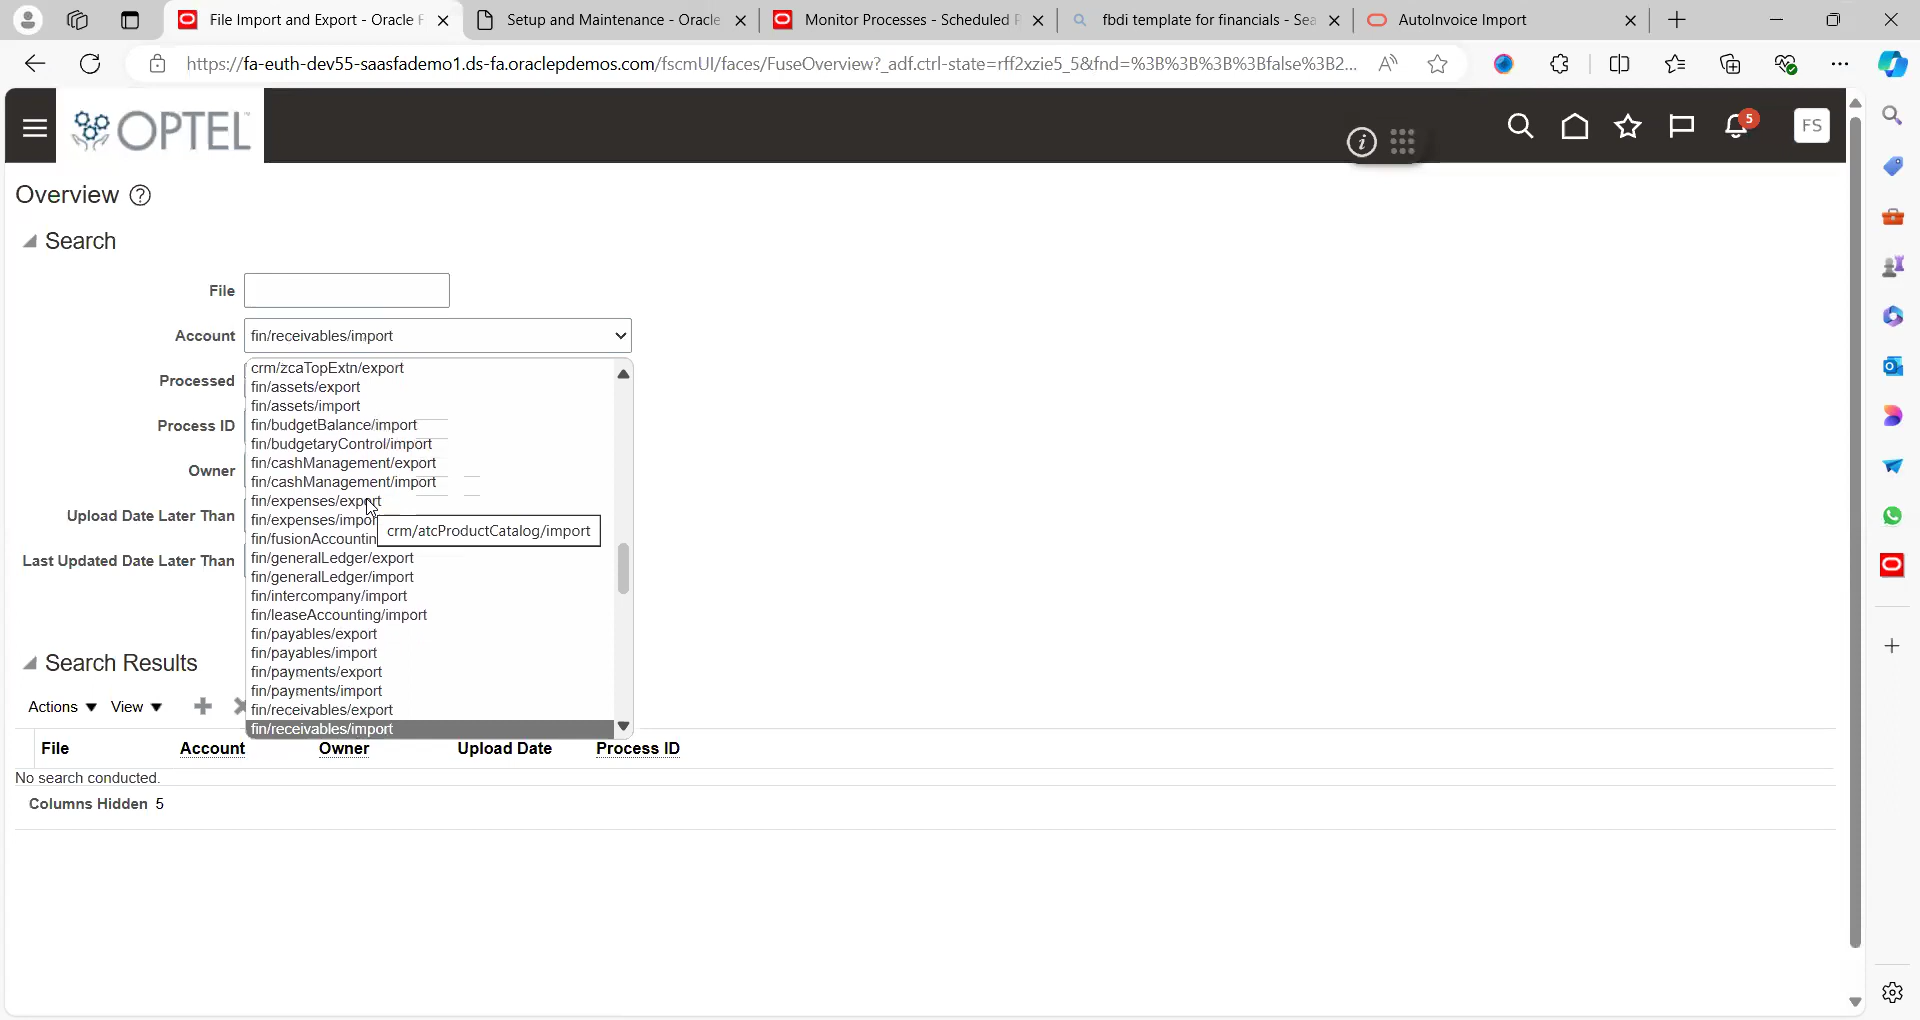 File Import and Export - Oracle F
Setup and Maintenance - Oracle
Monitor Processes - Scheduled P
fbdi template for financials - Sea
AutoInvoice Import
https://fa-euth-dev55-saasfademo1.ds-fa.oraclepdemos.com/fscmUI/faces/FuseOverview?_adf.ctrl-state=rff2xzie5_5&fnd=%3B%3B%3B%3Bfalse%3B2...
OPTEL
5
FS
Overview
Search
File
Account fin/receivables/import
Processed
Process ID
Owner
Upload Date Later Than
Last Updated Date Later Than
crm/zcaTopExtn/export
fin/assets/export
fin/assets/import
fin/budgetBalance/import
fin/budgetaryControl/import
fin/cashManagement/export
fin/cashManagement/import
fin/expenses/export
fin/expenses/import
crm/atcProductCatalog/import
fin/fusionAccountin
fin/generalLedger/export
fin/generalLedger/import
fin/intercompany/import
fin/leaseAccounting/import
fin/payables/export
fin/payables/import
fin/payments/export
fin/payments/import
fin/receivables/export
fin/receivables/import
Search Results
Actions View
File Account Owner Upload Date Process ID
No search conducted.
Columns Hidden 5